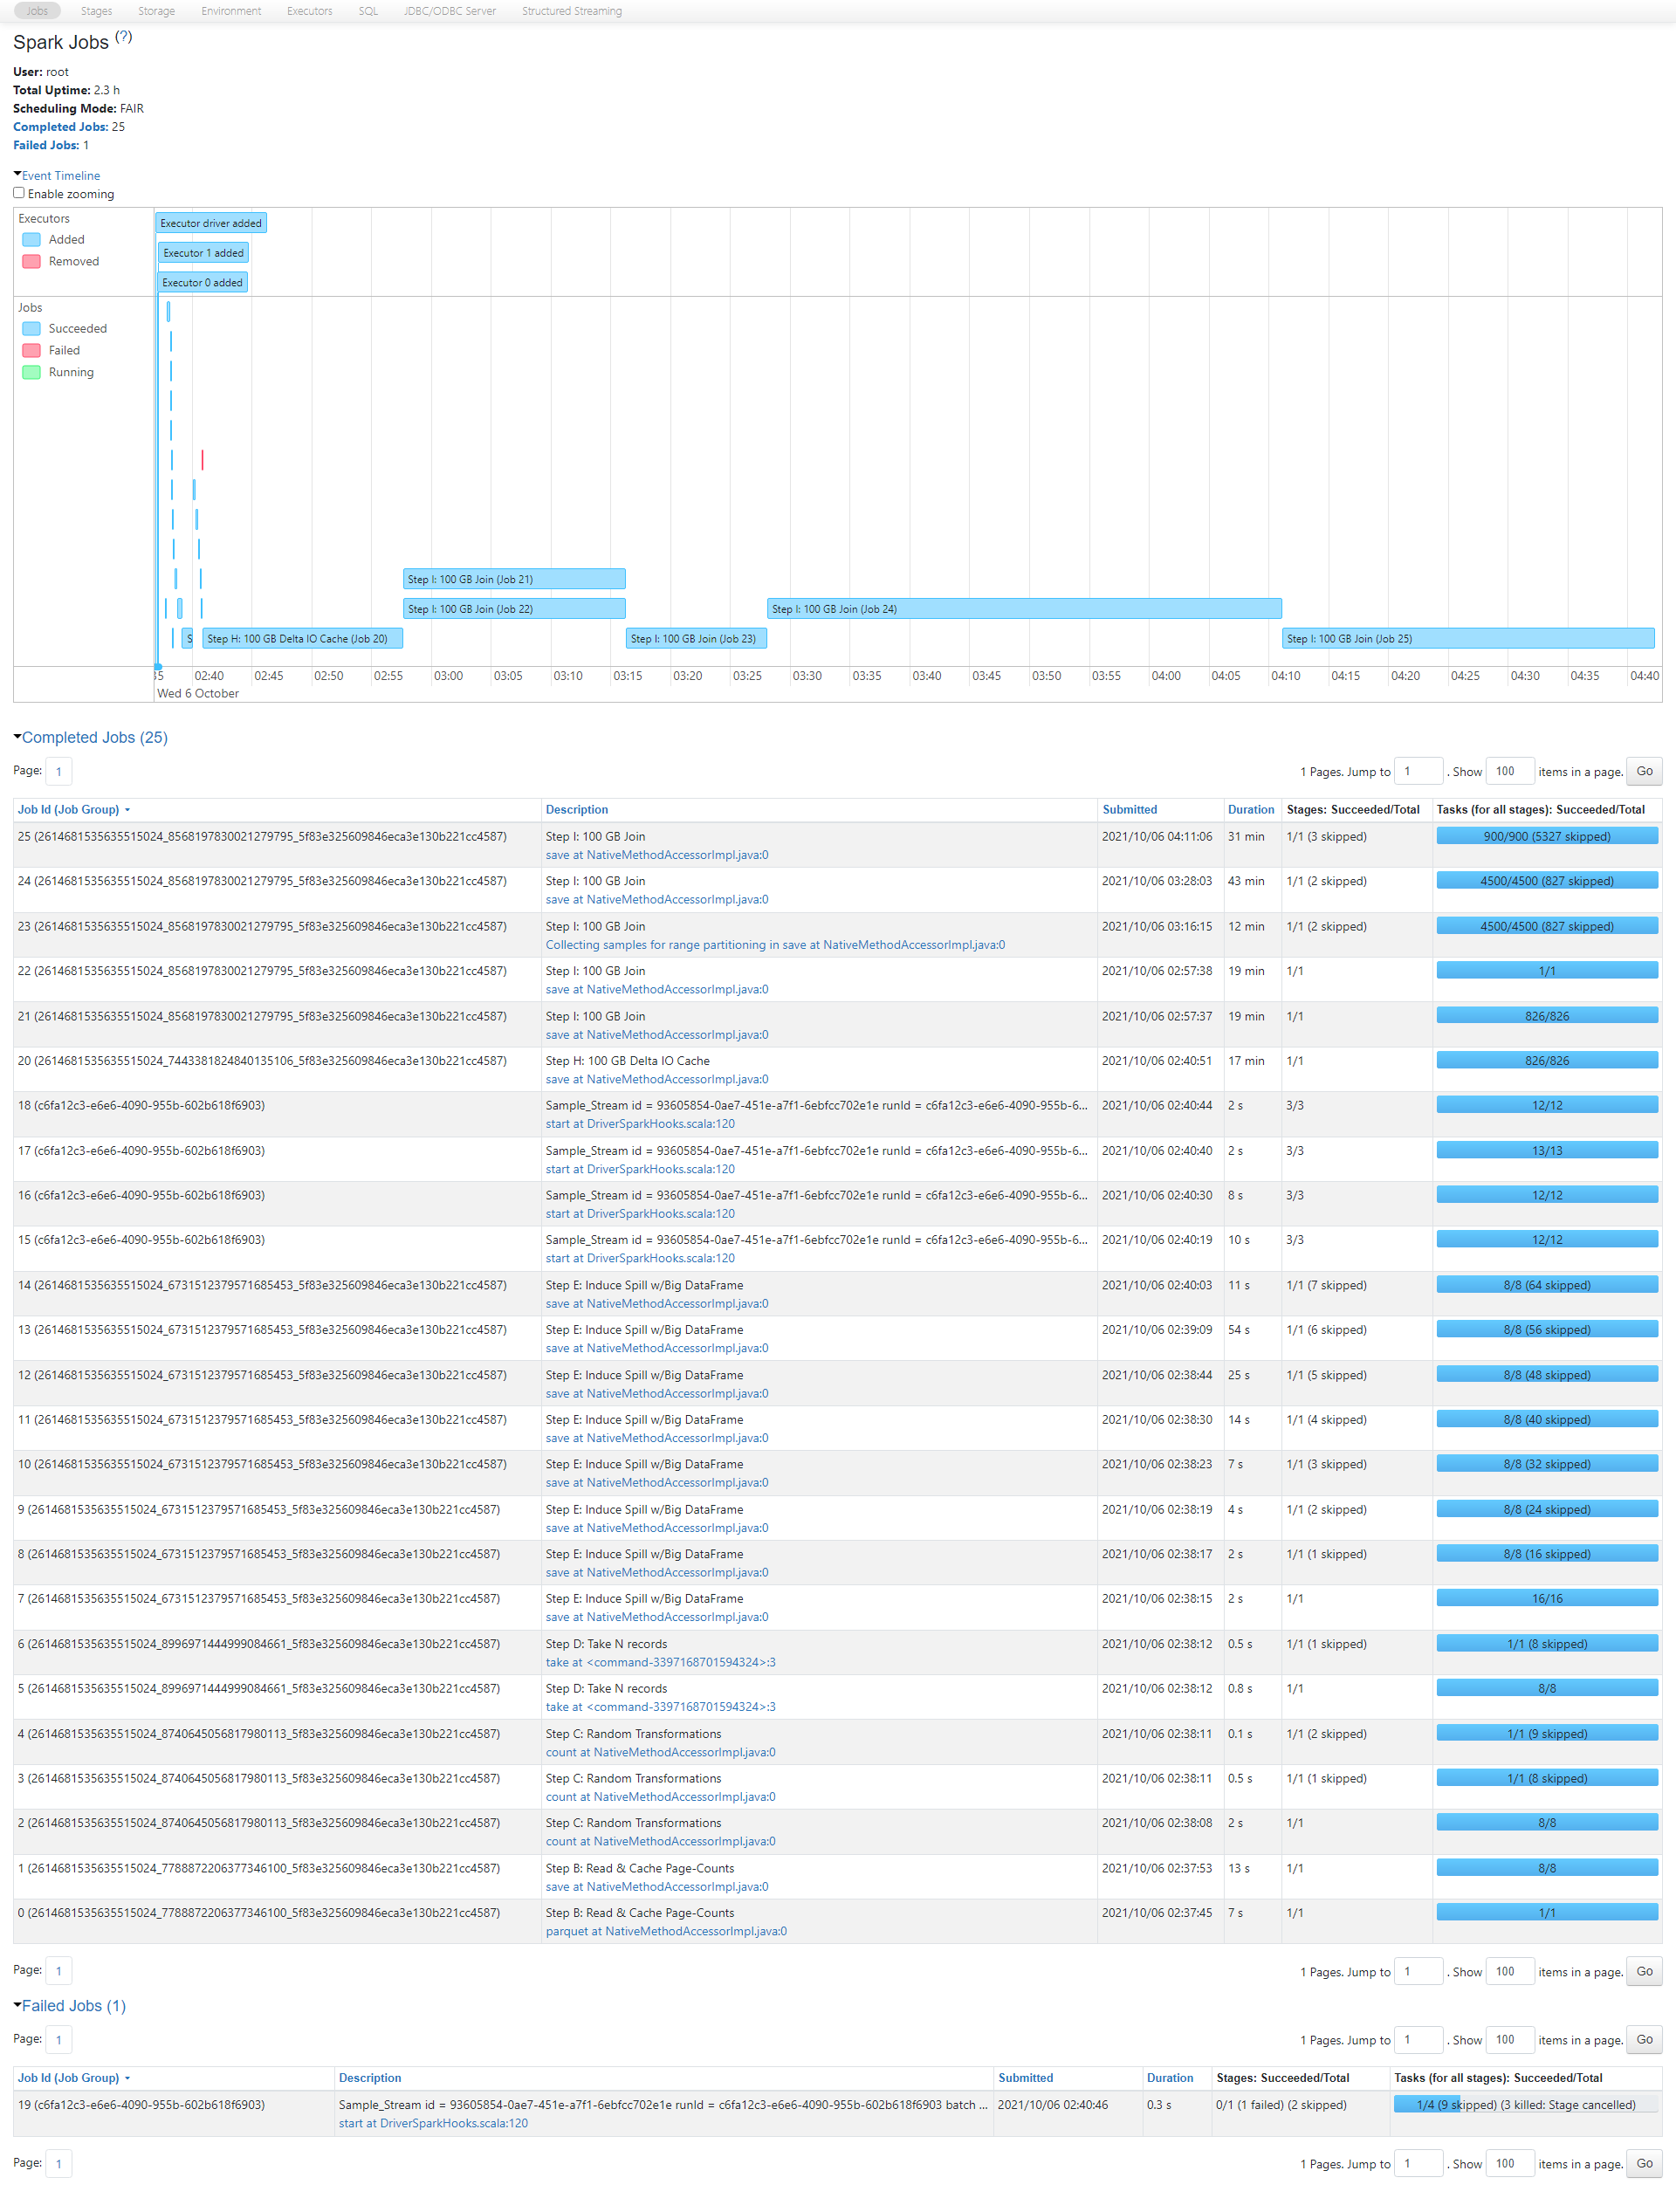 Jobs Stages Storage Environment Executors SQL JDBC/ODBC Server Structured Streaming
Spark Jobs (?)
User: root
Total Uptime: 2.3 h
Scheduling Mode: FAIR
Completed Jobs: 25
Failed Jobs: 1
Event Timeline
Enable zooming
Executors
Added
Removed
Executor driver added
Executor 1 added
Executor 0 added
Jobs
Succeeded
Failed
Running
Step I: 100 GB Join (Job 21)
Step I: 100 GB Join (Job 22)
Step I: 100 GB Join (Job 24)
S
Step H: 100 GB Delta IO Cache (Job 20)
Step I: 100 GB Join (Job 23)
Step I: 100 GB Join (Job 25)
35 02:40 02:45 02:50 02:55 03:00 03:05 03:10 03:15 03:20 03:25 03:30 03:35 03:40 03:45 03:50 03:55 04:00 04:05 04:10 04:15 04:20 04:25 04:30 04:35 04:40
Wed 6 October
Completed Jobs (25)
Page: 1 1 Pages. Jump to 1 . Show 100 items in a page. Go
Job Id (Job Group) Description Submitted Duration Stages: Succeeded/Total Tasks (for all stages): Succeeded/Total
25 (2614681535635515024_8568197830021279795_5f83e325609846eca3e130b221cc4587) Step I: 100 GB Join 2021/10/06 04:11:06 31 min 1/1 (3 skipped) 900/900 (5327 skipped)
save at NativeMethodAccessorImpl.java:0
24 (2614681535635515024_8568197830021279795_5f83e325609846eca3e130b221cc4587) Step I: 100 GB Join 2021/10/06 03:28:03 43 min 1/1 (2 skipped) 4500/4500 (827 skipped)
save at NativeMethodAccessorImpl.java:0
23 (2614681535635515024_8568197830021279795_5f83e325609846eca3e130b221cc4587) Step I: 100 GB Join 2021/10/06 03:16:15 12 min 1/1 (2 skipped) 4500/4500 (827 skipped)
Collecting samples for range partitioning in save at NativeMethodAccessorImpl.java:0
22 (2614681535635515024_8568197830021279795_5f83e325609846eca3e130b221cc4587) Step I: 100 GB Join 2021/10/06 02:57:38 19 min 1/1 1/1
save at NativeMethodAccessorImpl.java:0
21 (2614681535635515024_8568197830021279795_5f83e325609846eca3e130b221cc4587) Step I: 100 GB Join 2021/10/06 02:57:37 19 min 1/1 826/826
save at NativeMethodAccessorImpl.java:0
20 (2614681535635515024_7443381824840135106_5f83e325609846eca3e130b221cc4587) Step H: 100 GB Delta IO Cache 2021/10/06 02:40:51 17 min 1/1 826/826
save at NativeMethodAccessorImpl.java:0
18 (c6fa12c3-e6e6-4090-955b-602b618f6903) Sample_Stream id = 93605854-0ae7-451e-a7f1-6ebfcc702e1e runId = c6fa12c3-e6e6-4090-955b-6... 2021/10/06 02:40:44 2 s 3/3 12/12
start at DriverSparkHooks.scala:120
17 (c6fa12c3-e6e6-4090-955b-602b618f6903) Sample_Stream id = 93605854-0ae7-451e-a7f1-6ebfcc702e1e runId = c6fa12c3-e6e6-4090-955b-6... 2021/10/06 02:40:40 2 s 3/3 13/13
start at DriverSparkHooks.scala:120
16 (c6fa12c3-e6e6-4090-955b-602b618f6903) Sample_Stream id = 93605854-0ae7-451e-a7f1-6ebfcc702e1e runId = c6fa12c3-e6e6-4090-955b-6... 2021/10/06 02:40:30 8 s 3/3 12/12
start at DriverSparkHooks.scala:120
15 (c6fa12c3-e6e6-4090-955b-602b618f6903) Sample_Stream id = 93605854-0ae7-451e-a7f1-6ebfcc702e1e runId = c6fa12c3-e6e6-4090-955b-6... 2021/10/06 02:40:19 10 s 3/3 12/12
start at DriverSparkHooks.scala:120
14 (2614681535635515024_6731512379571685453_5f83e325609846eca3e130b221cc4587) Step E: Induce Spill w/Big DataFrame 2021/10/06 02:40:03 11 s 1/1 (7 skipped) 8/8 (64 skipped)
save at NativeMethodAccessorImpl.java:0
13 (2614681535635515024_6731512379571685453_5f83e325609846eca3e130b221cc4587) Step E: Induce Spill w/Big DataFrame 2021/10/06 02:39:09 54 s 1/1 (6 skipped) 8/8 (56 skipped)
save at NativeMethodAccessorImpl.java:0
12 (2614681535635515024_6731512379571685453_5f83e325609846eca3e130b221cc4587) Step E: Induce Spill w/Big DataFrame 2021/10/06 02:38:44 25 s 1/1 (5 skipped) 8/8 (48 skipped)
save at NativeMethodAccessorImpl.java:0
11 (2614681535635515024_6731512379571685453_5f83e325609846eca3e130b221cc4587) Step E: Induce Spill w/Big DataFrame 2021/10/06 02:38:30 14 s 1/1 (4 skipped) 8/8 (40 skipped)
save at NativeMethodAccessorImpl.java:0
10 (2614681535635515024_6731512379571685453_5f83e325609846eca3e130b221cc4587) Step E: Induce Spill w/Big DataFrame 2021/10/06 02:38:23 7 s 1/1 (3 skipped) 8/8 (32 skipped)
save at NativeMethodAccessorImpl.java:0
9 (2614681535635515024_6731512379571685453_5f83e325609846eca3e130b221cc4587) Step E: Induce Spill w/Big DataFrame 2021/10/06 02:38:19 4 s 1/1 (2 skipped) 8/8 (24 skipped)
save at NativeMethodAccessorImpl.java:0
8 (2614681535635515024_6731512379571685453_5f83e325609846eca3e130b221cc4587) Step E: Induce Spill w/Big DataFrame 2021/10/06 02:38:17 2 s 1/1 (1 skipped) 8/8 (16 skipped)
save at NativeMethodAccessorImpl.java:0
7 (2614681535635515024_6731512379571685453_5f83e325609846eca3e130b221cc4587) Step E: Induce Spill w/Big DataFrame 2021/10/06 02:38:15 2 s 1/1 16/16
save at NativeMethodAccessorImpl.java:0
6 (2614681535635515024_8996971444999084661_5f83e325609846eca3e130b221cc4587) Step D: Take N records 2021/10/06 02:38:12 0.5 s 1/1 (1 skipped) 1/1 (8 skipped)
take at <command-3397168701594324>:3
5 (2614681535635515024_8996971444999084661_5f83e325609846eca3e130b221cc4587) Step D: Take N records 2021/10/06 02:38:12 0.8 s 1/1 8/8
take at <command-3397168701594324>:3
4 (2614681535635515024_8740645056817980113_5f83e325609846eca3e130b221cc4587) Step C: Random Transformations 2021/10/06 02:38:11 0.1 s 1/1 (2 skipped) 1/1 (9 skipped)
count at NativeMethodAccessorImpl.java:0
3 (2614681535635515024_8740645056817980113_5f83e325609846eca3e130b221cc4587) Step C: Random Transformations 2021/10/06 02:38:11 0.5 s 1/1 (1 skipped) 1/1 (8 skipped)
count at NativeMethodAccessorImpl.java:0
2 (2614681535635515024_8740645056817980113_5f83e325609846eca3e130b221cc4587) Step C: Random Transformations 2021/10/06 02:38:08 2 s 1/1 8/8
count at NativeMethodAccessorImpl.java:0
1 (2614681535635515024_7788872206377346100_5f83e325609846eca3e130b221cc4587) Step B: Read & Cache Page-Counts 2021/10/06 02:37:53 13 s 1/1 8/8
save at NativeMethodAccessorImpl.java:0
0 (2614681535635515024_7788872206377346100_5f83e325609846eca3e130b221cc4587) Step B: Read & Cache Page-Counts 2021/10/06 02:37:45 7 s 1/1 1/1
parquet at NativeMethodAccessorImpl.java:0
Page: 1 1 Pages. Jump to 1 . Show 100 items in a page. Go
Failed Jobs (1)
Page: 1 1 Pages. Jump to 1 . Show 100 items in a page. Go
Job Id (Job Group) Description Submitted Duration Stages: Succeeded/Total Tasks (for all stages): Succeeded/Total
19 (c6fa12c3-e6e6-4090-955b-602b618f6903) Sample_Stream id = 93605854-0ae7-451e-a7f1-6ebfcc702e1e runId = c6fa12c3-e6e6-4090-955b-602b618f6903 batch ... 2021/10/06 02:40:46 0.3 s 0/1 (1 failed) (2 skipped) 1/4 (9 skipped) (3 killed: Stage cancelled)
start at DriverSparkHooks.scala:120
Page: 1 1 Pages. Jump to 1 . Show 100 items in a page. Go